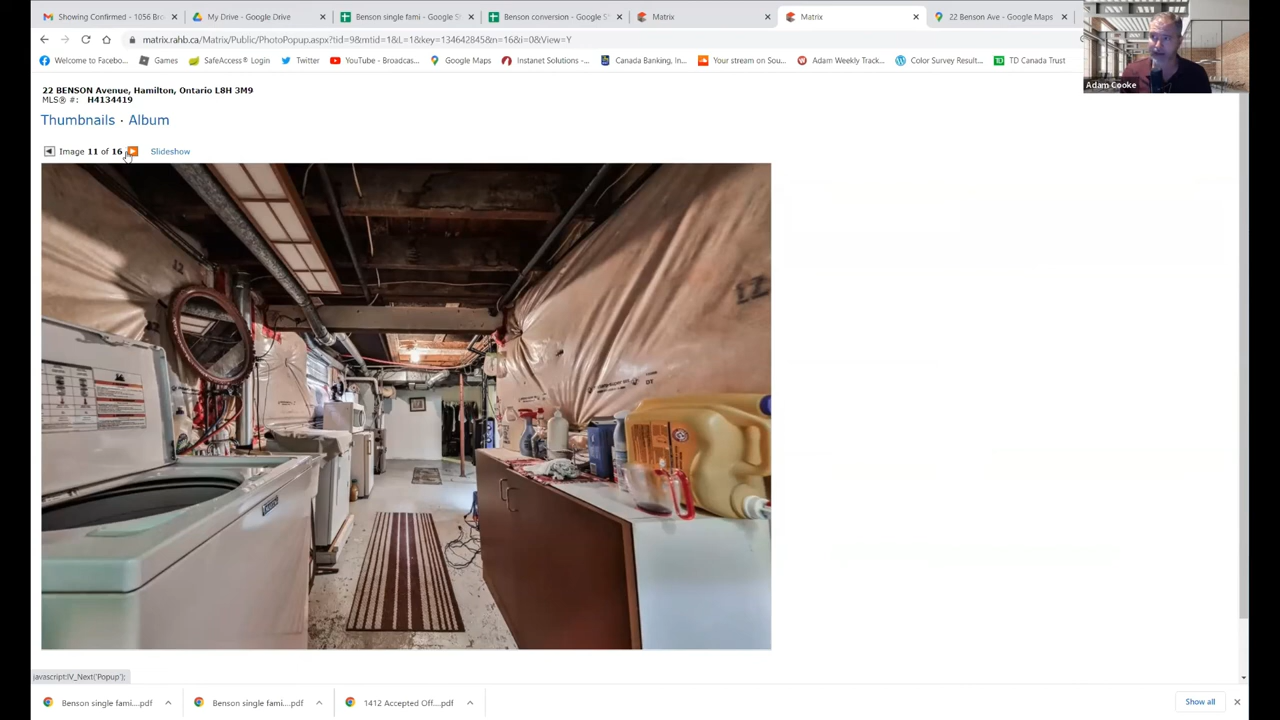 Showing Confirmed - 1056 Bro
My Drive - Google Drive
Benson single fami - Google S
Benson conversion - Google S
Matrix
Matrix
22 Benson Ave - Google Maps
matrix.rahb.ca/Matrix/Public/PhotoPopup.aspx?tid=9&mtid=1&L=1&key=134642845&n=16&i=0&View=Y
Welcome to Facebo...
Games
SafeAccess® Login
Twitter
YouTube - Broadcas...
Google Maps
Instanet Solutions -...
Canada Banking, In...
Your stream on Sou...
Adam Weekly Track...
Color Survey Result...
TD Canada Trust
Adam Cooke
22 BENSON Avenue, Hamilton, Ontario L8H 3M9
MLS® #: H4134419
Thumbnails · Album
Image 11 of 16
Slideshow
javascript:IV_Next('Popup');
Benson single fami....pdf
Benson single fami....pdf
1412 Accepted Off....pdf
Show all